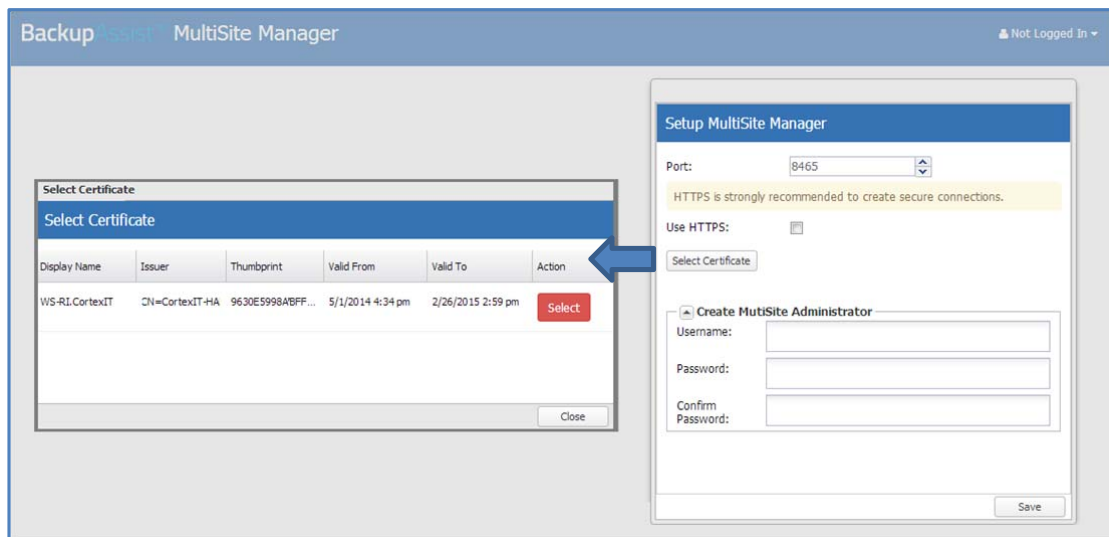 BackupAssist™ MultiSite Manager
Not Logged In
Select Certificate
Select Certificate
Display Name Issuer Thumbprint Valid From Valid To Action
WS-RI.CortexIT CN=CortexIT-HA 9630E5998ABFF... 5/1/2014 4:34 pm 2/26/2015 2:59 pm Select
Close
Setup MultiSite Manager
Port: 8465
HTTPS is strongly recommended to create secure connections.
Use HTTPS:
Select Certificate
Create MutiSite Administrator
Username:
Password:
Confirm
Password:
Save